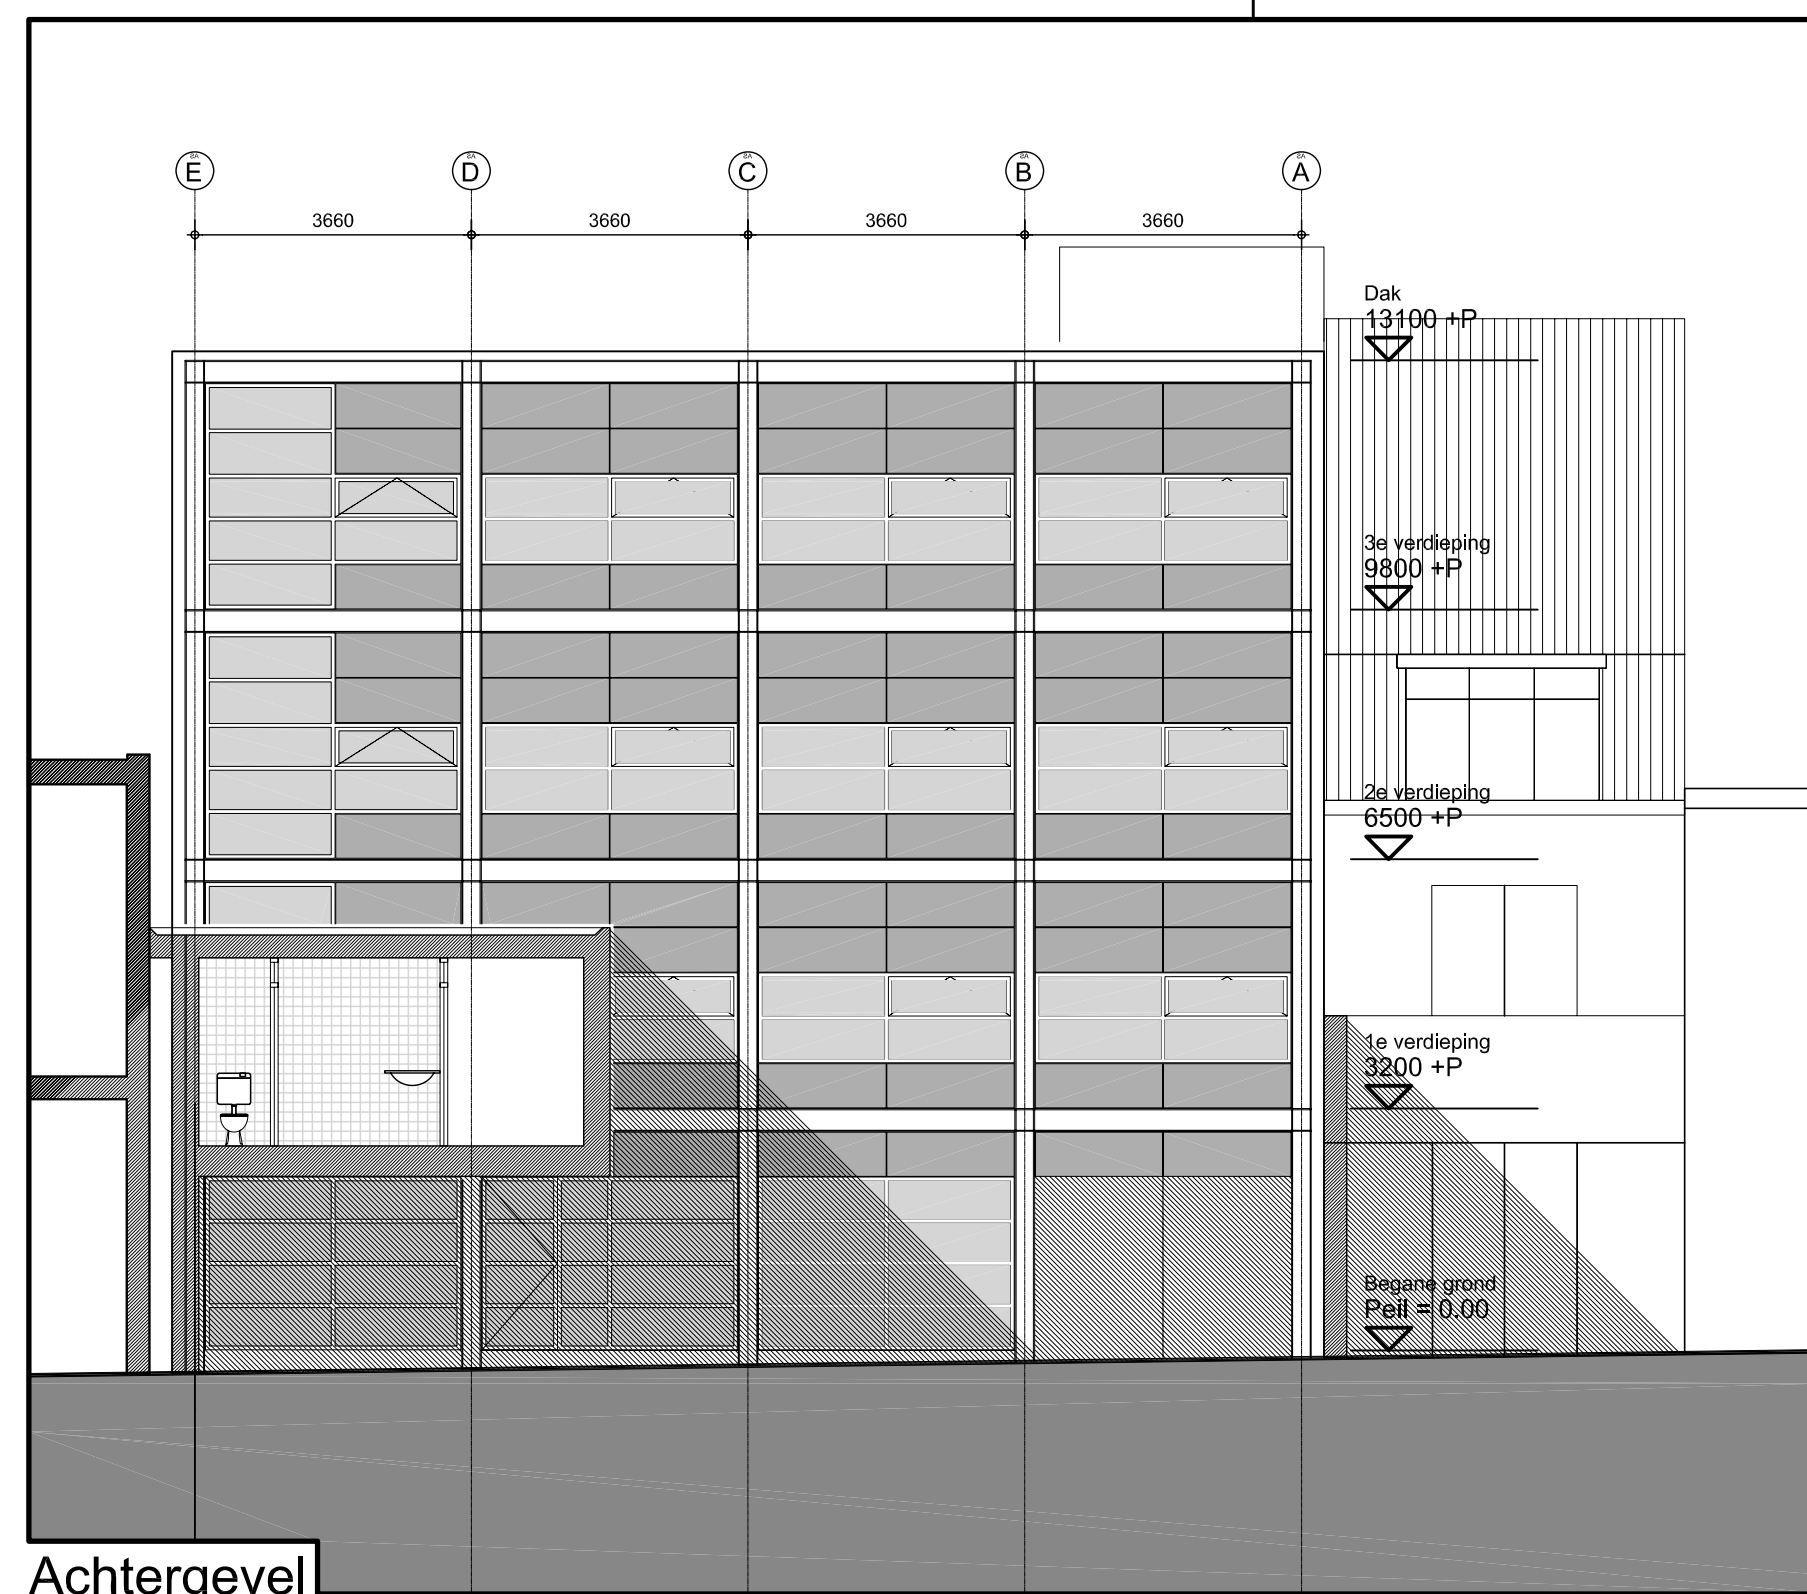 E D C B A
3660 3660 3660 3660
Dak
13100 +P
3e verdieping
9800 +P
2e verdieping
6500 +P
1e verdieping
3200 +P
Begane grond
Peil = 0.00
Achtergevel